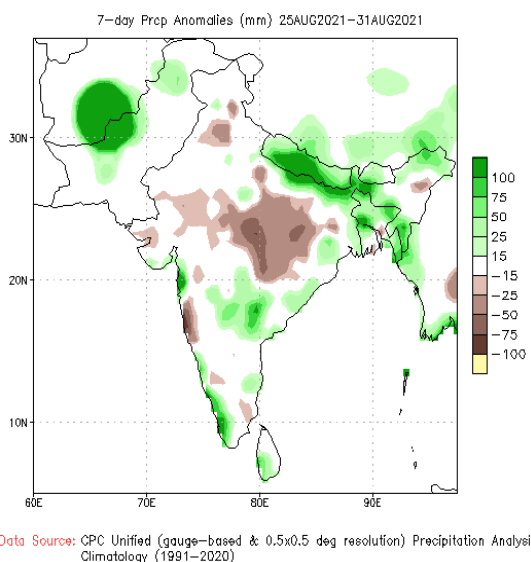 7-day Prcp Anomalies (mm) 25AUG2021-31AUG2021
30N
20N
10N
60E 70E 80E 90E
100
75
50
25
15
-15
-25
-50
-75
-100
Data Source: CPC Unified (gauge-based & 0.5x0.5 deg resolution) Precipitation Analysi
Climatology (1991-2020)